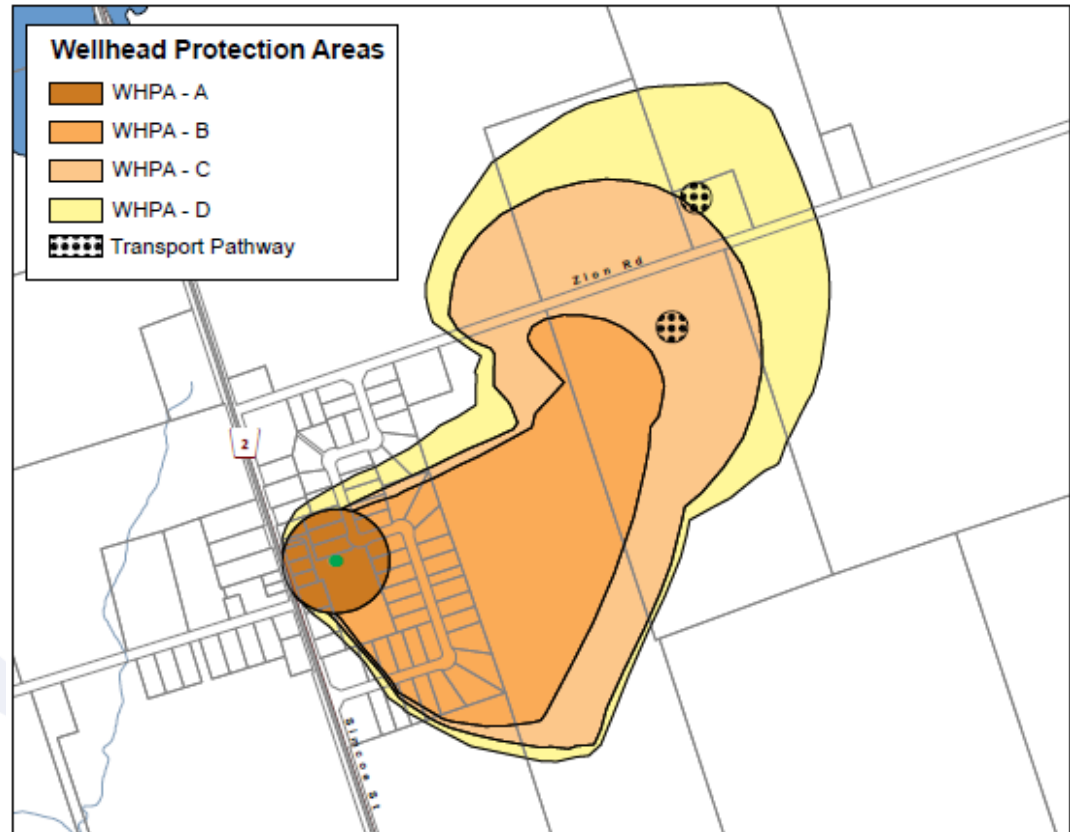 Wellhead Protection Areas
WHPA - A
WHPA - B
WHPA - C
WHPA - D
Transport Pathway
Zion Rd
2
Simcoe St